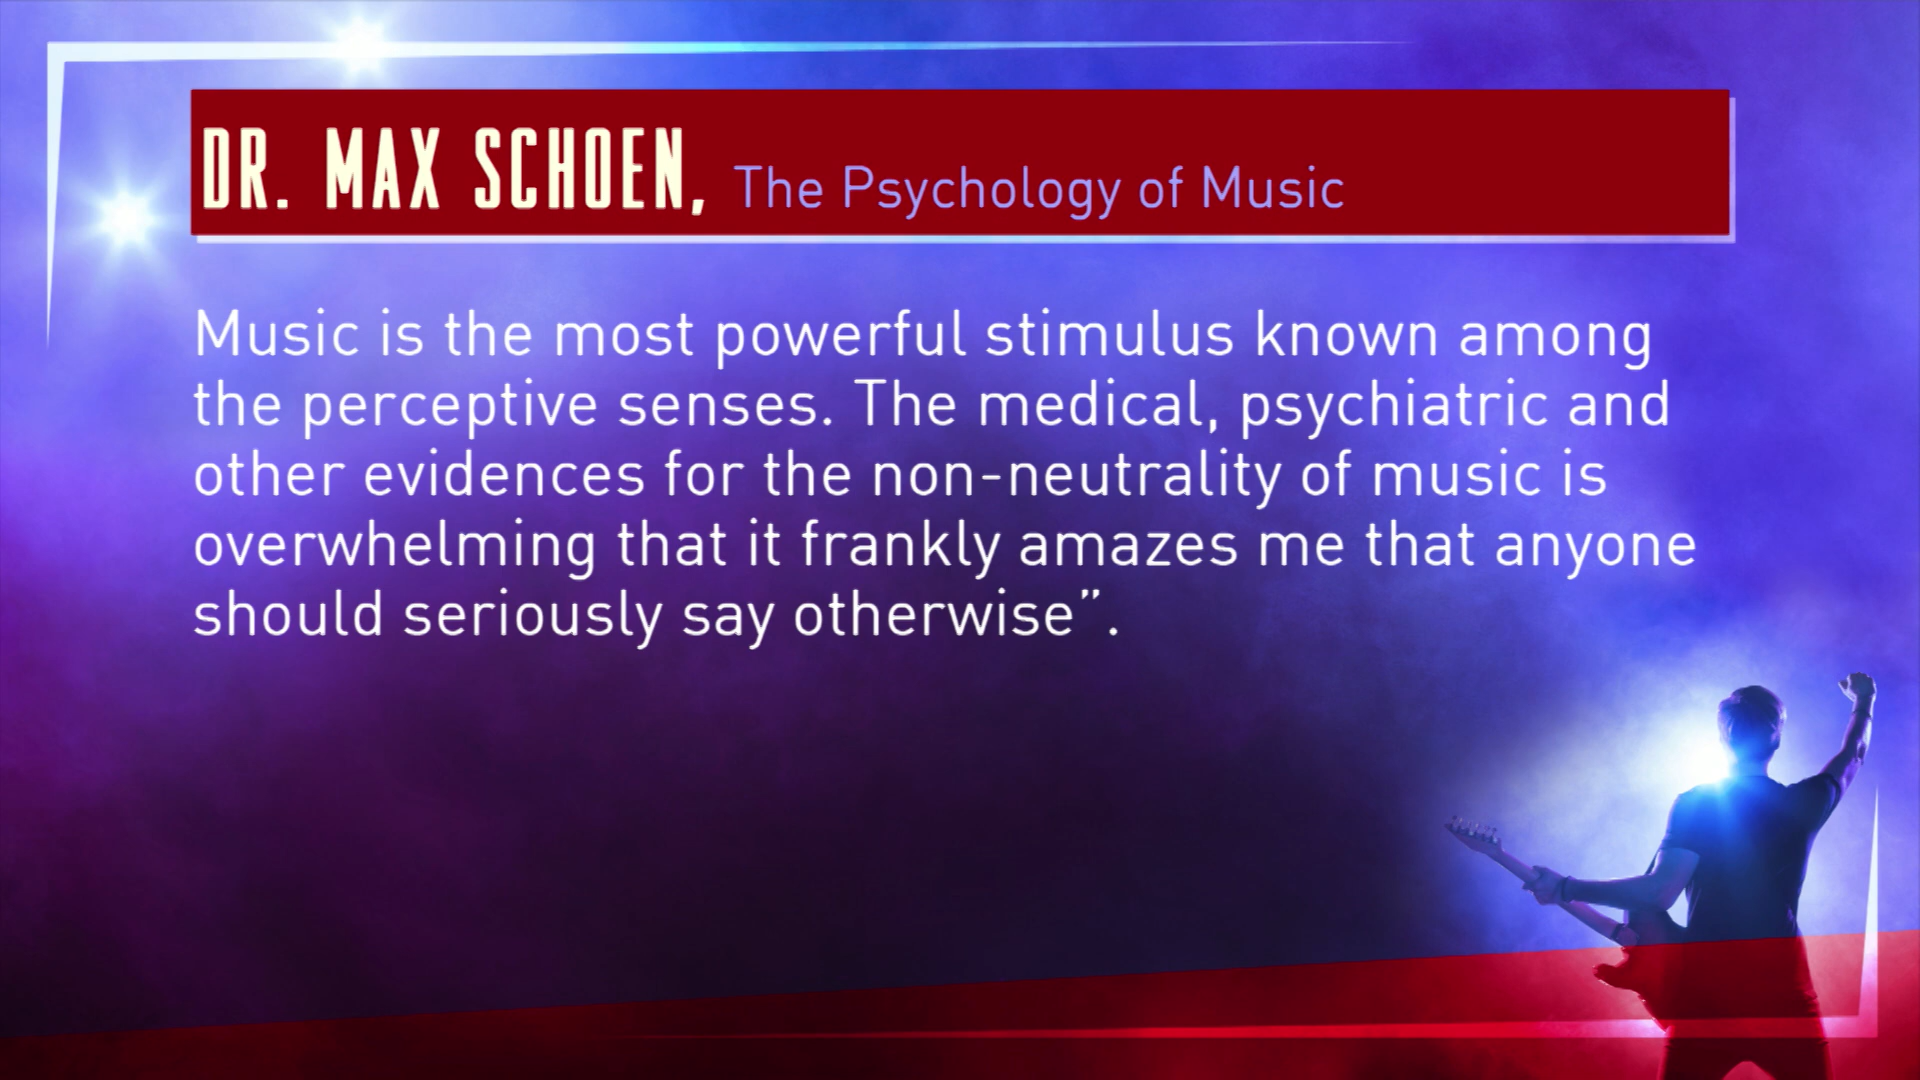 DR. MAX SCHOEN, The Psychology of Music
Music is the most powerful stimulus known among
the perceptive senses. The medical, psychiatric and
other evidences for the non-neutrality of music is
overwhelming that it frankly amazes me that anyone
should seriously say otherwise”.